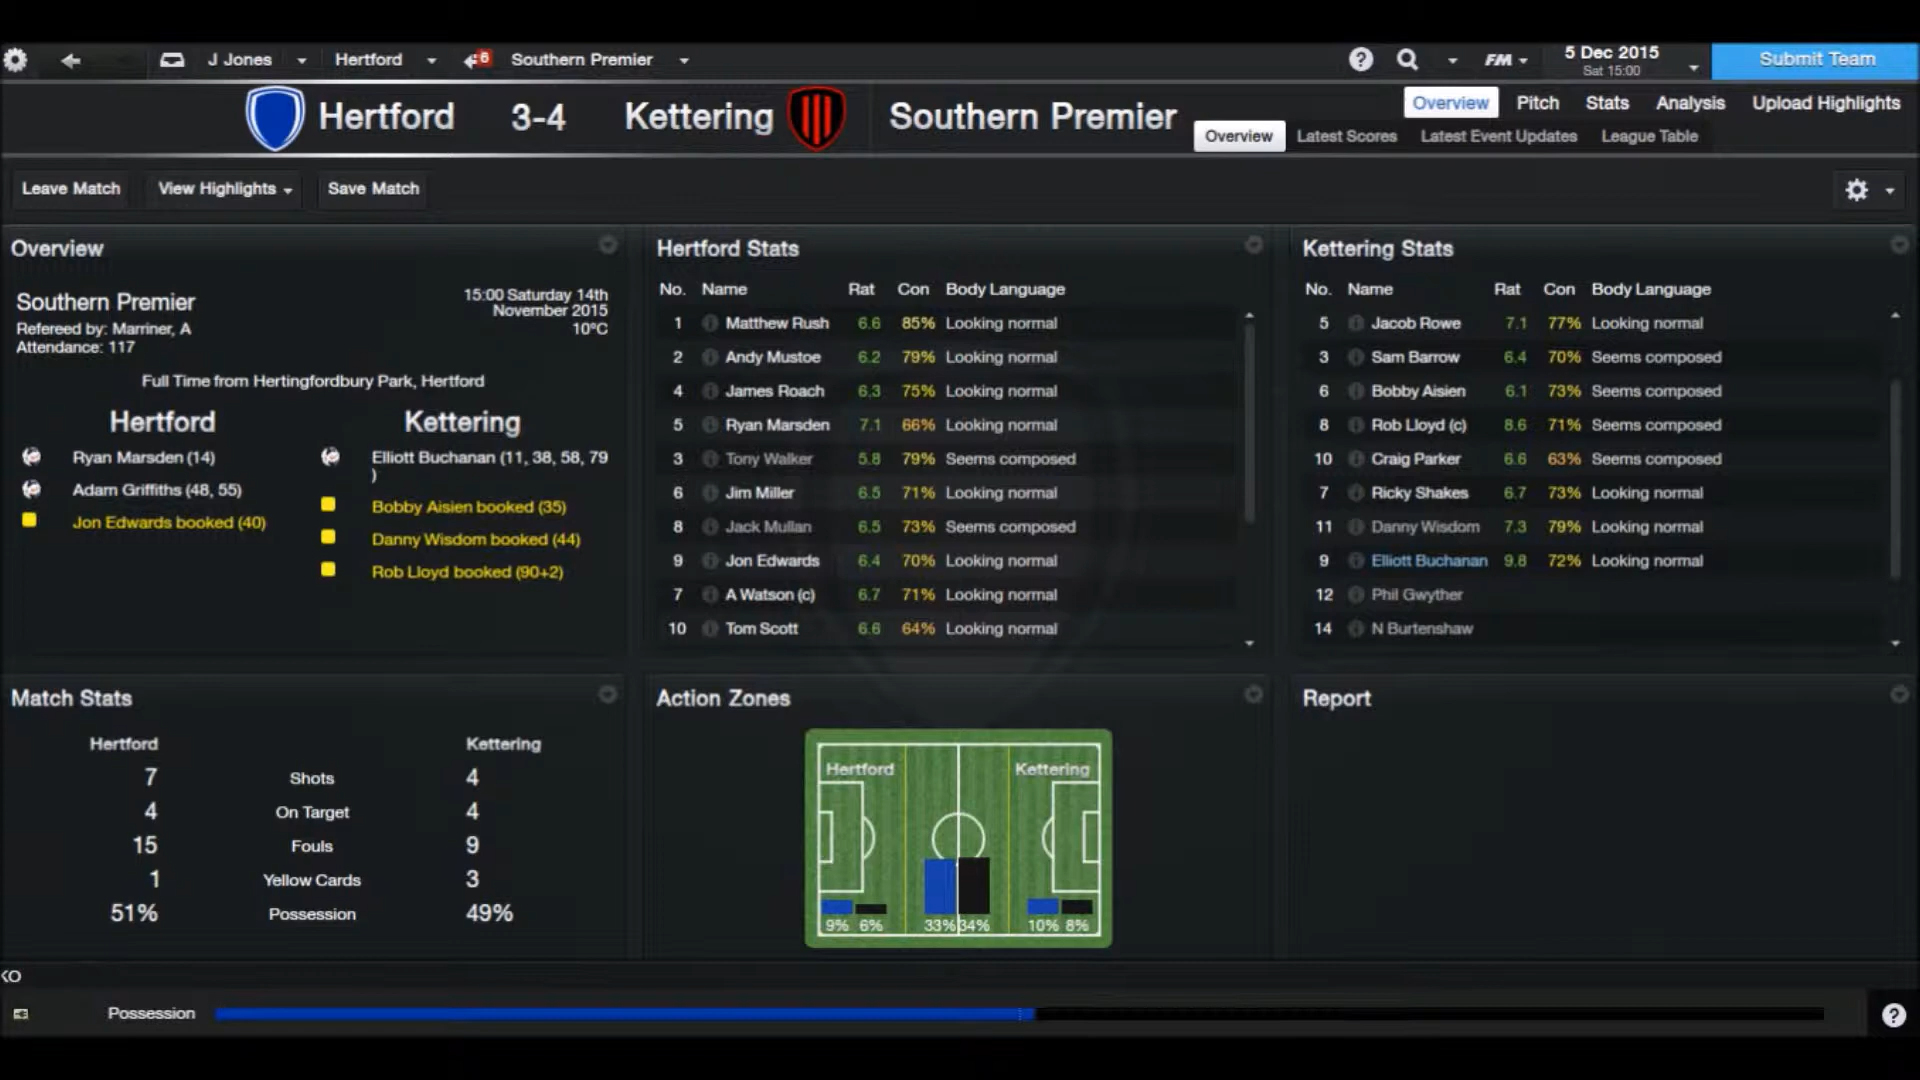 J Jones
Hertford
6
Southern Premier
FM
5 Dec 2015
Sat 15:00
Submit Team
Hertford 3-4 Kettering
Southern Premier
Overview Pitch Stats Analysis Upload Highlights
Overview Latest Scores Latest Event Updates League Table
Leave Match View Highlights Save Match
Overview
Southern Premier
15:00 Saturday 14th
November 2015
Refereed by: Marriner, A
10°C
Attendance: 117
Full Time from Hertingfordbury Park, Hertford
Hertford
Ryan Marsden (14)
Adam Griffiths (48, 55)
Jon Edwards booked (40)
Kettering
Elliott Buchanan (11, 38, 58, 79
)
Bobby Aisien booked (35)
Danny Wisdom booked (44)
Rob Lloyd booked (90+2)
Hertford Stats
No. Name Rat Con Body Language
1 Matthew Rush 6.6 85% Looking normal
2 Andy Mustoe 6.2 79% Looking normal
4 James Roach 6.3 75% Looking normal
5 Ryan Marsden 7.1 66% Looking normal
3 Tony Walker 5.8 79% Seems composed
6 Jim Miller 6.5 71% Looking normal
8 Jack Mullan 6.5 73% Seems composed
9 Jon Edwards 6.4 70% Looking normal
7 A Watson (c) 6.7 71% Looking normal
10 Tom Scott 6.6 64% Looking normal
Kettering Stats
No. Name Rat Con Body Language
5 Jacob Rowe 7.1 77% Looking normal
3 Sam Barrow 6.4 70% Seems composed
6 Bobby Aisien 6.1 73% Seems composed
8 Rob Lloyd (c) 8.6 71% Seems composed
10 Craig Parker 6.6 63% Seems composed
7 Ricky Shakes 6.7 73% Looking normal
11 Danny Wisdom 7.3 79% Looking normal
9 Elliott Buchanan 9.8 72% Looking normal
12 Phil Gwyther
14 N Burtenshaw
Match Stats
Hertford Kettering
7 Shots 4
4 On Target 4
15 Fouls 9
1 Yellow Cards 3
51% Possession 49%
Action Zones
Hertford Kettering
9% 6% 33% 34% 10% 8%
Report
KO
Possession